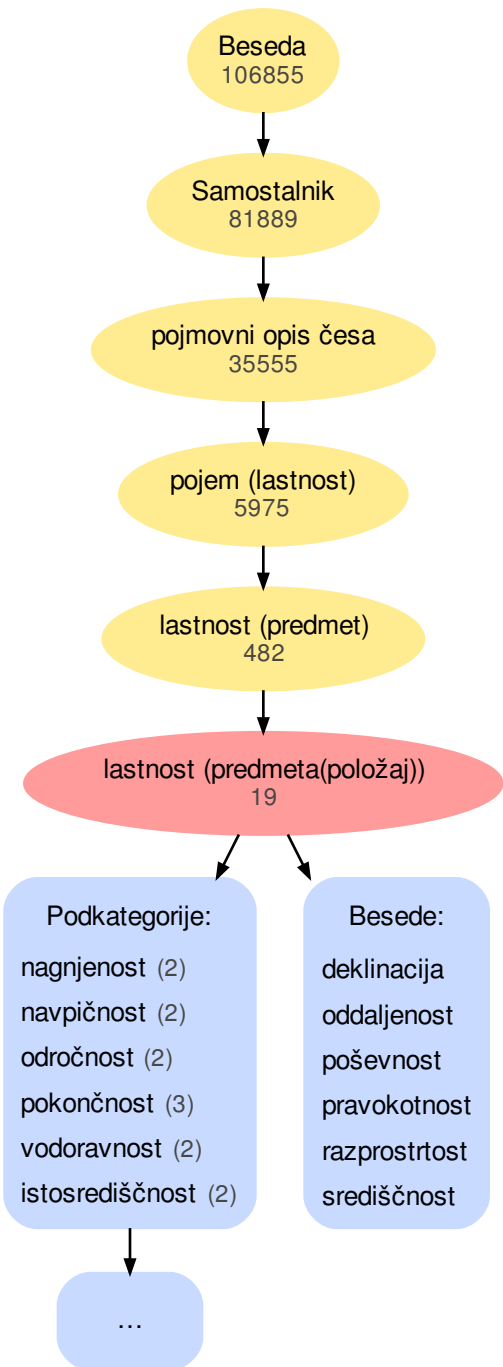 Beseda
106855
Samostalnik
81889
pojmovni opis česa
35555
pojem (lastnost)
5975
lastnost (predmet)
482
lastnost (predmeta(položaj))
19
Podkategorije:
nagnjenost (2)
navpičnost (2)
odročnost (2)
pokončnost (3)
vodoravnost (2)
istosrediščnost (2)
...
Besede:
deklinacija
oddaljenost
poševnost
pravokotnost
razprostrtost
središčnost